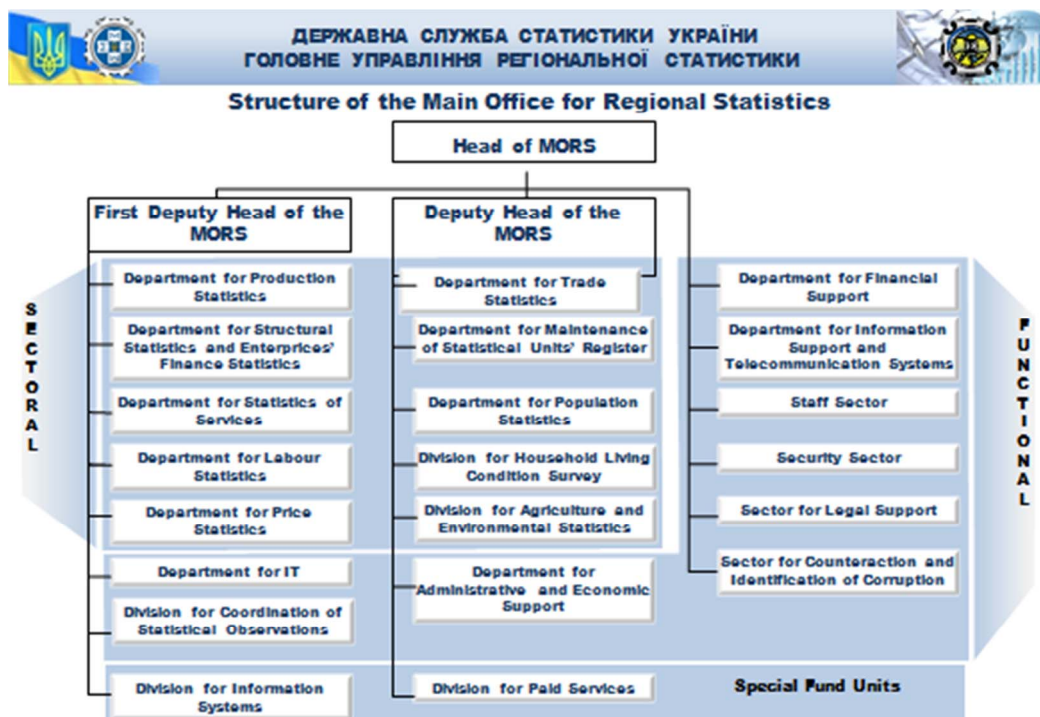 ДЕРЖАВНА СЛУЖБА СТАТИСТИКИ УКРАЇНИ
ГОЛОВНЕ УПРАВЛІННЯ РЕГІОНАЛЬНОЇ СТАТИСТИКИ
Structure of the Main Office for Regional Statistics
Head of MORS
First Deputy Head of the
MORS
Deputy Head of the
MORS
SECTORAL
Department for Production
Statistics
Department for Structural
Statistics and Enterprices' 
Finance Statistics
Department for Statistics of
Services
Department for Labour
Statistics
Department for Price
Statistics
Department for IT
Division for Coordination of
Statistical Observations
Division for Information
Systems
Department for Trade
Statistics
Department for Maintenance
of Statistical Units' Register
Department for Population
Statistics
Division for Household Living
Condition Survey
Division for Agriculture and
Environmental Statistics
Department for
Administrative and Economic
Support
Division for Paid Services
Department for Financial
Support
Department for Information
Support and
Telecommunication Systems
Staff Sector
Security Sector
Sector for Legal Support
Sector for Counteraction and
Identification of Corruption
FUNCTIONAL
Special Fund Units